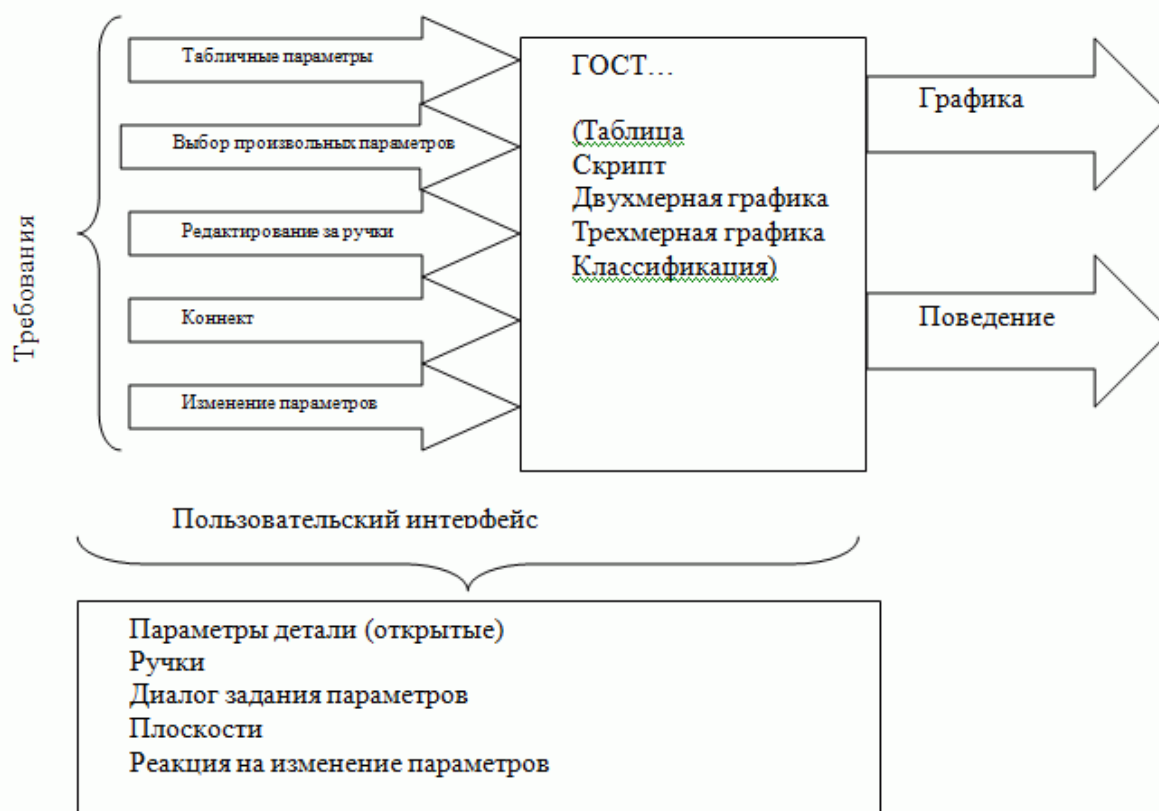 Требования
Табличные параметры
Выбор произвольных параметров
Редактирование за ручки
Коннект
Изменение параметров
ГОСТ...
(Таблица
Скрипт
Двухмерная графика
Трехмерная графика
Классификация)
Графика
Поведение
Пользовательский интерфейс
Параметры детали (открытые)
Ручки
Диалог задания параметров
Плоскости
Реакция на изменение параметров